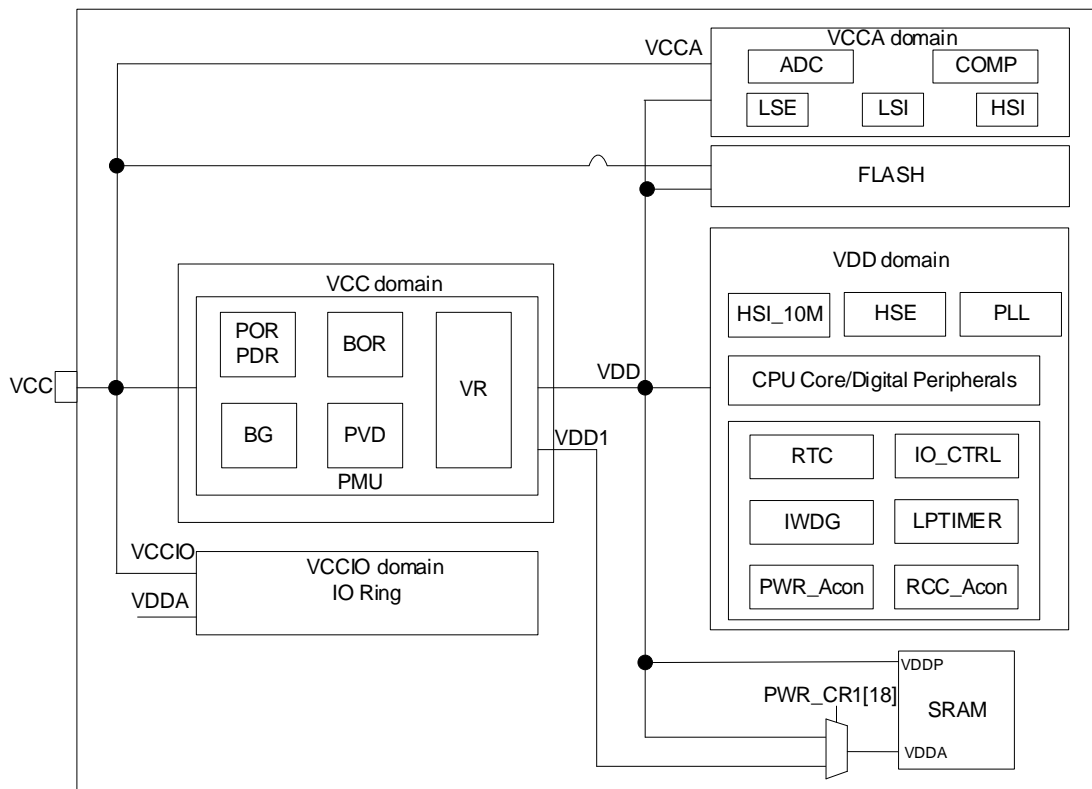 VCCA
VCCA domain
ADC
COMP
LSE
LSI
HSI
FLASH
VCC domain
POR
PDR
BOR
VR
BG
PVD
PMU
VCC
VDD
VDD1
VDD domain
HSI_10M
HSE
PLL
CPU Core/Digital Peripherals
RTC
IO_CTRL
IWDG
LPTIMER
PWR_Acon
RCC_Acon
VCCIO
VDDA
VCCIO domain
IO Ring
PWR_CR1[18]
VDDP
SRAM
VDDA